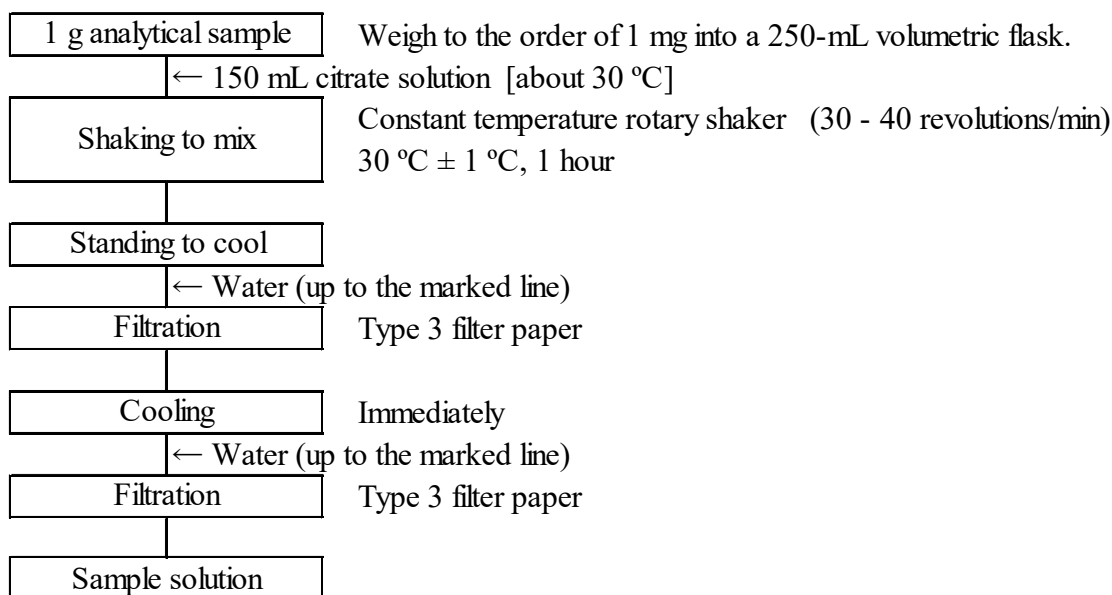 1 g analytical sample Weigh to the order of 1 mg into a 250-mL volumetric flask.
← 150 mL citrate solution [about 30 ºC]
Shaking to mix Constant temperature rotary shaker (30 - 40 revolutions/min)
30 ºC ± 1 ºC, 1 hour
Standing to cool
← Water (up to the marked line)
Filtration Type 3 filter paper
Cooling Immediately
← Water (up to the marked line)
Filtration Type 3 filter paper
Sample solution